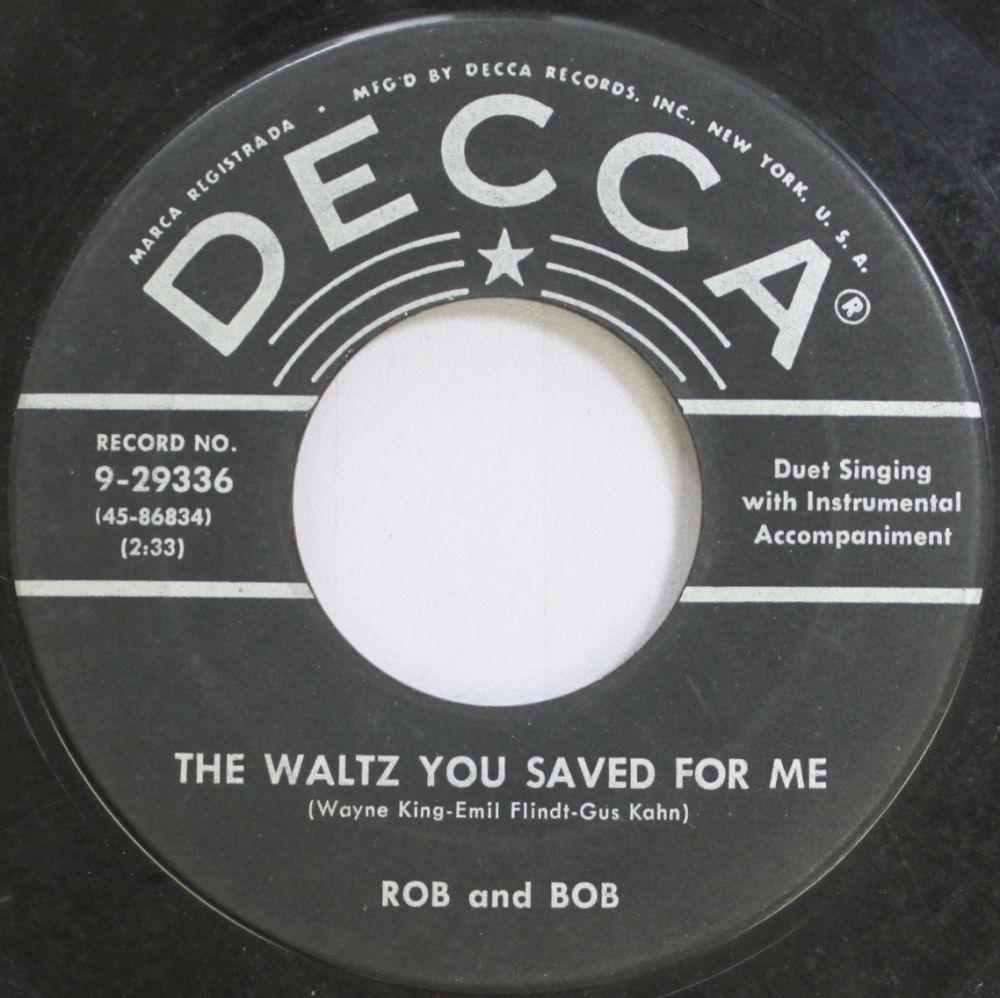 MARCA REGISTRADA • MFG'D BY DECCA RECORDS, INC., NEW YORK, U. S. A.
DECCA ®
RECORD NO.
9-29336
(45-86834)
(2:33)
Duet Singing
with Instrumental
Accompaniment
THE WALTZ YOU SAVED FOR ME
(Wayne King-Emil Flindt-Gus Kahn)
ROB and BOB